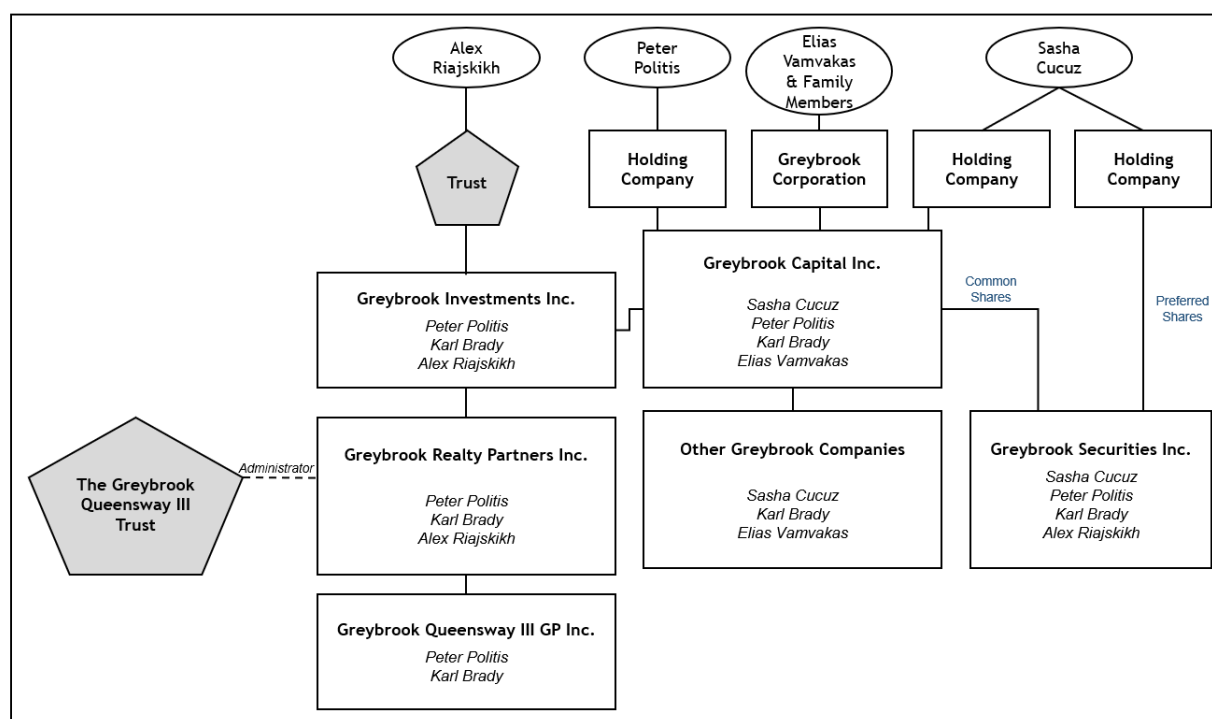 Alex
Riajskikh
Peter
Politis
Elias
Vamvakas
& Family
Members
Sasha
Cucuz
Trust
Holding
Company
Greybrook
Corporation
Holding
Company
Holding
Company
Greybrook Investments Inc.
Peter Politis
Karl Brady
Alex Riajskikh
Greybrook Capital Inc.
Sasha Cucuz
Peter Politis
Karl Brady
Elias Vamvakas
Common
Shares
Preferred
Shares
The Greybrook
Queensway III
Trust
Administrator
Greybrook Realty Partners Inc.
Peter Politis
Karl Brady
Alex Riajskikh
Other Greybrook Companies
Sasha Cucuz
Karl Brady
Elias Vamvakas
Greybrook Securities Inc.
Sasha Cucuz
Peter Politis
Karl Brady
Alex Riajskikh
Greybrook Queensway III GP Inc.
Peter Politis
Karl Brady